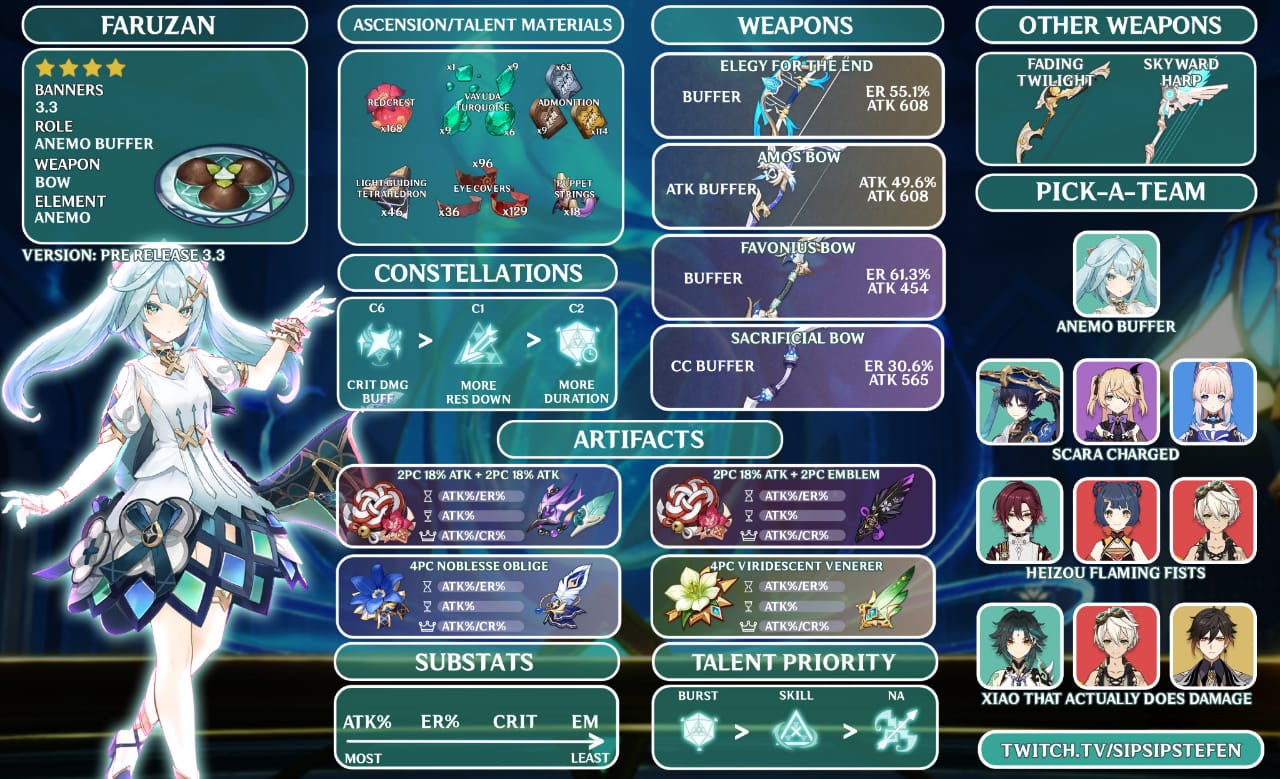 FARUZAN
BANNERS
3.3
ROLE
ANEMO BUFFER
WEAPON
BOW
ELEMENT
ANEMO
VERSION: PRE RELEASE 3.3
ASCENSION/TALENT MATERIALS
REDCREST
x168
x1
x9
VAYUDA
TURQUOISE
x9
x6
x63
ADMONITION
x9
x114
LIGHT GUIDING
TETRAHEDRON
x46
x96
EYE COVERS
x36
x129
PUPPET
STRINGS
x18
CONSTELLATIONS
C6
>
C1
>
C2
CRIT DMG
BUFF
MORE
RES DOWN
MORE
DURATION
WEAPONS
ELEGY FOR THE END
BUFFER
ER 55.1%
ATK 608
AMOS BOW
ATK BUFFER
ATK 49.6%
ATK 608
FAVONIUS BOW
BUFFER
ER 61.3%
ATK 454
SACRIFICIAL BOW
CC BUFFER
ER 30.6%
ATK 565
ARTIFACTS
2PC 18% ATK + 2PC 18% ATK
ATK%/ER%
ATK%
ATK%/CR%
2PC 18% ATK + 2PC EMBLEM
ATK%/ER%
ATK%
ATK%/CR%
4PC NOBLESSE OBLIGE
ATK%/ER%
ATK%
ATK%/CR%
4PC VIRIDESCENT VENERER
ATK%/ER%
ATK%
ATK%/CR%
SUBSTATS
ATK% ER% CRIT EM
MOST LEAST
TALENT PRIORITY
BURST
>
SKILL
>
NA
OTHER WEAPONS
FADING
TWILIGHT
SKYWARD
HARP
PICK-A-TEAM
ANEMO BUFFER
SCARA CHARGED
HEIZOU FLAMING FISTS
XIAO THAT ACTUALLY DOES DAMAGE
TWITCH.TV/SIPSIPSTEFEN